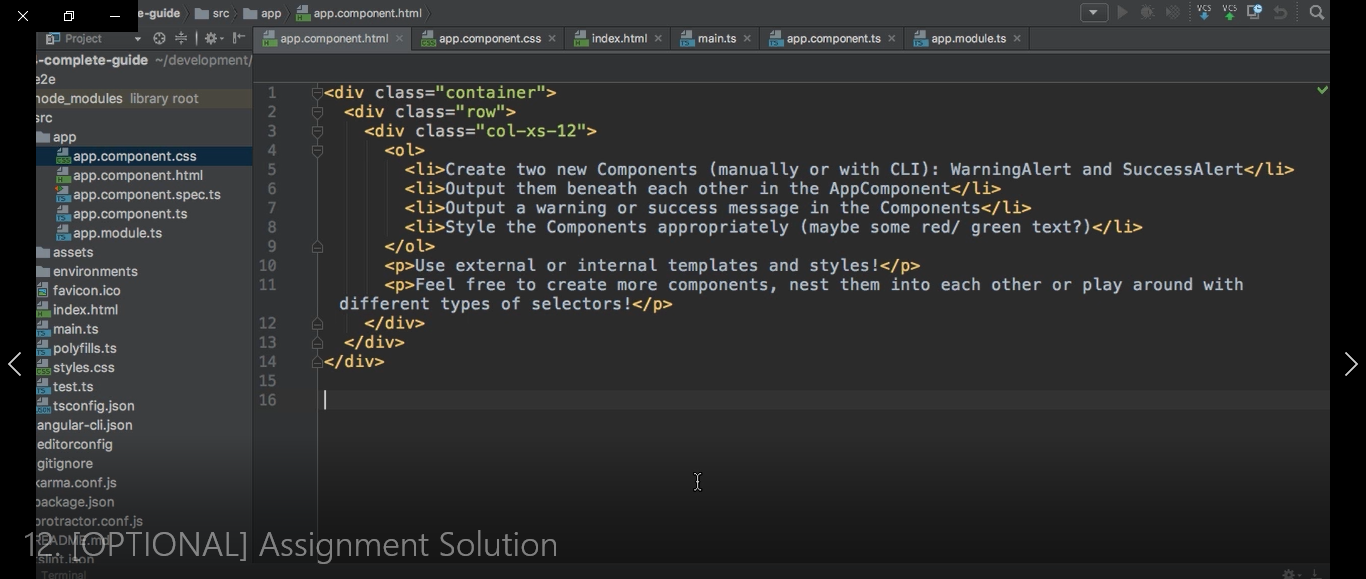 e-guide src app app.component.html
Project
app.component.html app.component.css index.html main.ts app.component.ts app.module.ts
VCS VCS
-complete-guide ~/development/
e2e
node_modules library root
src
app
app.component.css
app.component.html
app.component.spec.ts
app.component.ts
app.module.ts
assets
environments
favicon.ico
index.html
main.ts
polyfills.ts
styles.css
test.ts
tsconfig.json
angular-cli.json
editorconfig
gitignore
karma.conf.js
package.json
protractor.conf.js
README.md
tslint.json
Terminal
1 <div class="container">
2 <div class="row">
3 <div class="col-xs-12">
4 <ol>
5 <li>Create two new Components (manually or with CLI): WarningAlert and SuccessAlert</li>
6 <li>Output them beneath each other in the AppComponent</li>
7 <li>Output a warning or success message in the Components</li>
8 <li>Style the Components appropriately (maybe some red/ green text?)</li>
9 </ol>
10 <p>Use external or internal templates and styles!</p>
11 <p>Feel free to create more components, nest them into each other or play around with
different types of selectors!</p>
12 </div>
13 </div>
14 </div>
15
16
12. [OPTIONAL] Assignment Solution